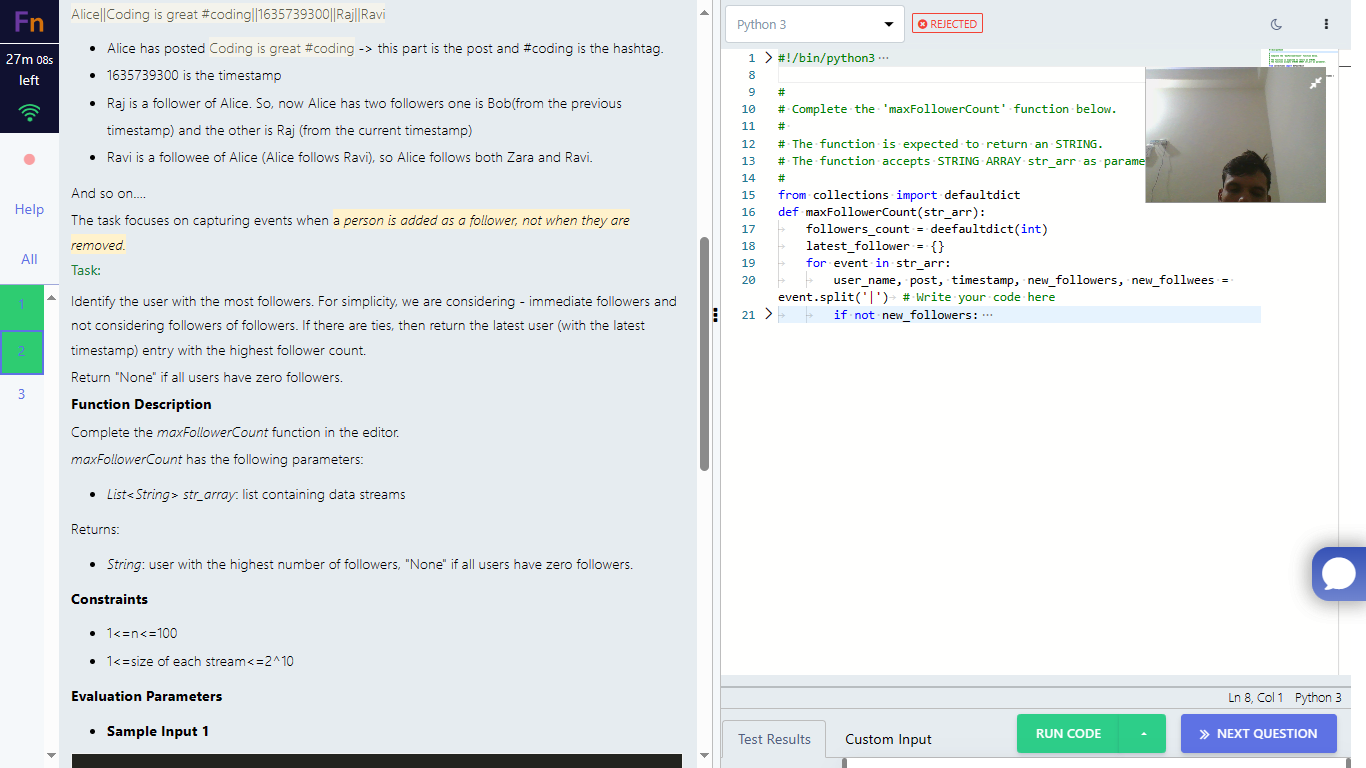 Fn
27m 08s
left
Help
All
1
2
3
Alice||Coding is great #coding||1635739300||Raj||Ravi
• Alice has posted Coding is great #coding -> this part is the post and #coding is the hashtag.
• 1635739300 is the timestamp
• Raj is a follower of Alice. So, now Alice has two followers one is Bob(from the previous
timestamp) and the other is Raj (from the current timestamp)
• Ravi is a followee of Alice (Alice follows Ravi), so Alice follows both Zara and Ravi.
And so on....
The task focuses on capturing events when a person is added as a follower, not when they are
removed.
Task:
Identify the user with the most followers. For simplicity, we are considering - immediate followers and
not considering followers of followers. If there are ties, then return the latest user (with the latest
timestamp) entry with the highest follower count.
Return "None" if all users have zero followers.
Function Description
Complete the maxFollowerCount function in the editor.
maxFollowerCount has the following parameters:
• List<String> str_array: list containing data streams
Returns:
• String: user with the highest number of followers, "None" if all users have zero followers.
Constraints
• 1<=n<=100
• 1<=size of each stream<=2^10
Evaluation Parameters
• Sample Input 1
Python 3
REJECTED
1 #!/bin/python3 ···
8
9 #
10 # Complete the 'maxFollowerCount' function below.
11 #
12 # The function is expected to return an STRING.
13 # The function accepts STRING ARRAY str_arr as parame
14 #
15 from collections import defaultdict
16 def maxFollowerCount(str_arr):
17 followers_count = deefaultdict(int)
18 latest_follower = {}
19 for event in str_arr:
20 user_name, post, timestamp, new_followers, new_follwees =
event.split('|') # Write your code here
21 if not new_followers: ···
Ln 8, Col 1 Python 3
Test Results
Custom Input
RUN CODE
NEXT QUESTION